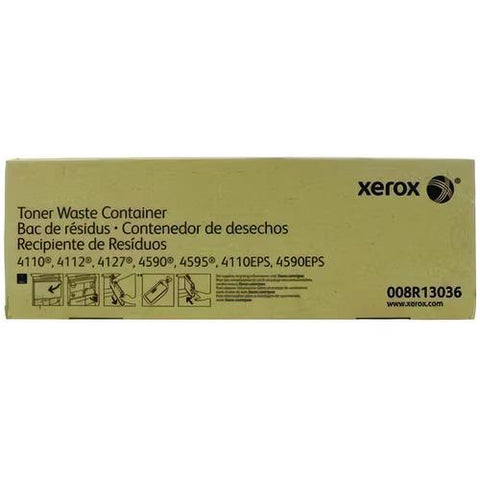 xerox
Toner Waste Container
Bac de résidus • Contenedor de desechos
Recipiente de Resíduos
4110®, 4112®, 4127®, 4590®, 4595®, 4110EPS, 4590EPS
008R13036
www.xerox.com